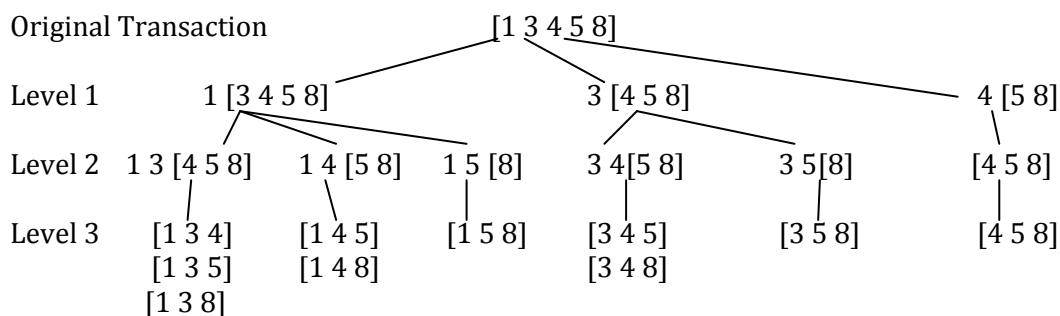 Original Transaction [1 3 4 5 8]
Level 1 1 [3 4 5 8] 3 [4 5 8] 4 [5 8]
Level 2 1 3 [4 5 8] 1 4 [5 8] 1 5 [8] 3 4[5 8] 3 5[8] [4 5 8]
Level 3 [1 3 4] [1 4 5] [1 5 8] [3 4 5] [3 5 8] [4 5 8]
[1 3 5] [1 4 8] [3 4 8]
[1 3 8]